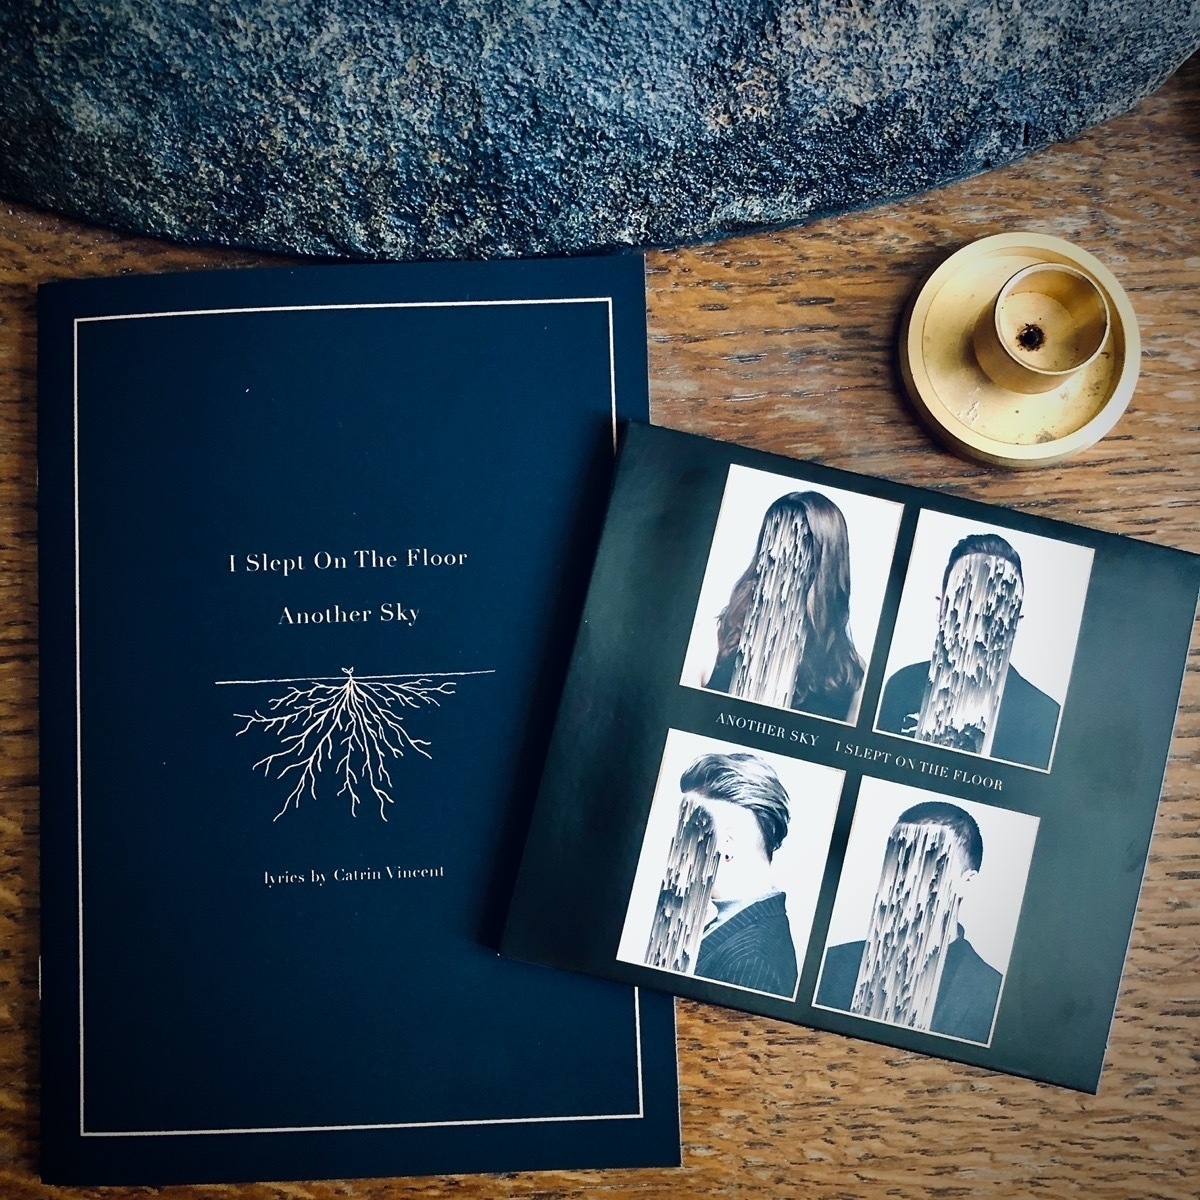 I Slept On The Floor
Another Sky
lyrics by Catrin Vincent
ANOTHER SKY I SLEPT ON THE FLOOR